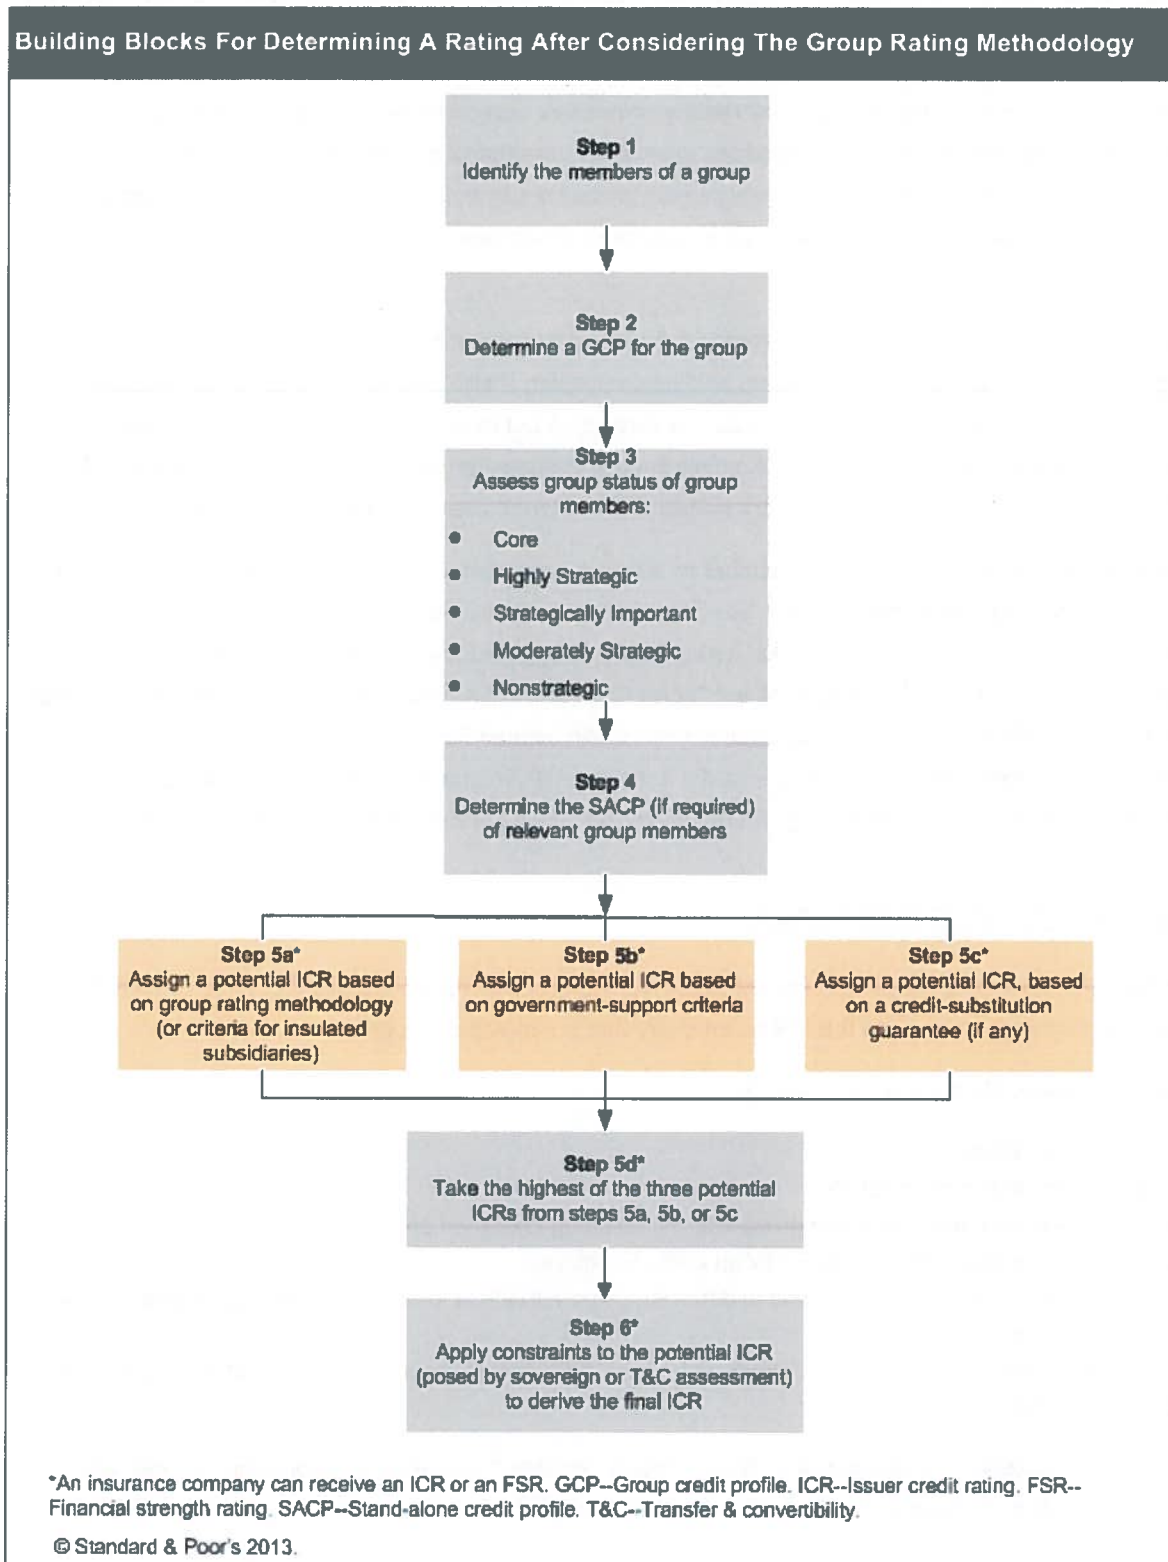 Building Blocks For Determining A Rating After Considering The Group Rating Methodology
Step 1
Identify the members of a group
Step 2
Determine a GCP for the group
Step 3
Assess group status of group
members:
● Core
● Highly Strategic
● Strategically Important
● Moderately Strategic
● Nonstrategic
Step 4
Determine the SACP (if required)
of relevant group members
Step 5a*
Assign a potential ICR based
on group rating methodology
(or criteria for insulated
subsidiaries)
Step 5b*
Assign a potential ICR based
on government-support criteria
Step 5c*
Assign a potential ICR, based
on a credit-substitution
guarantee (if any)
Step 5d*
Take the highest of the three potential
ICRs from steps 5a, 5b, or 5c
Step 6*
Apply constraints to the potential ICR
(posed by sovereign or T&C assessment)
to derive the final ICR
*An insurance company can receive an ICR or an FSR. GCP--Group credit profile. ICR--Issuer credit rating. FSR--
Financial strength rating. SACP--Stand-alone credit profile. T&C--Transfer & convertibility.
© Standard & Poor's 2013.